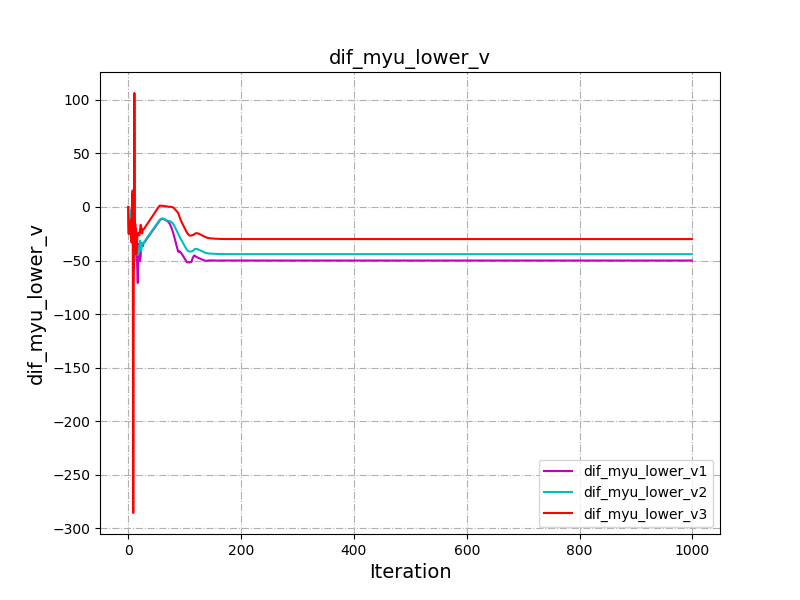 dif_myu_lower_v
dif_myu_lower_v
100
50
0
−50
−100
−150
−200
−250
−300
0
200
400
600
800
1000
Iteration
dif_myu_lower_v1
dif_myu_lower_v2
dif_myu_lower_v3